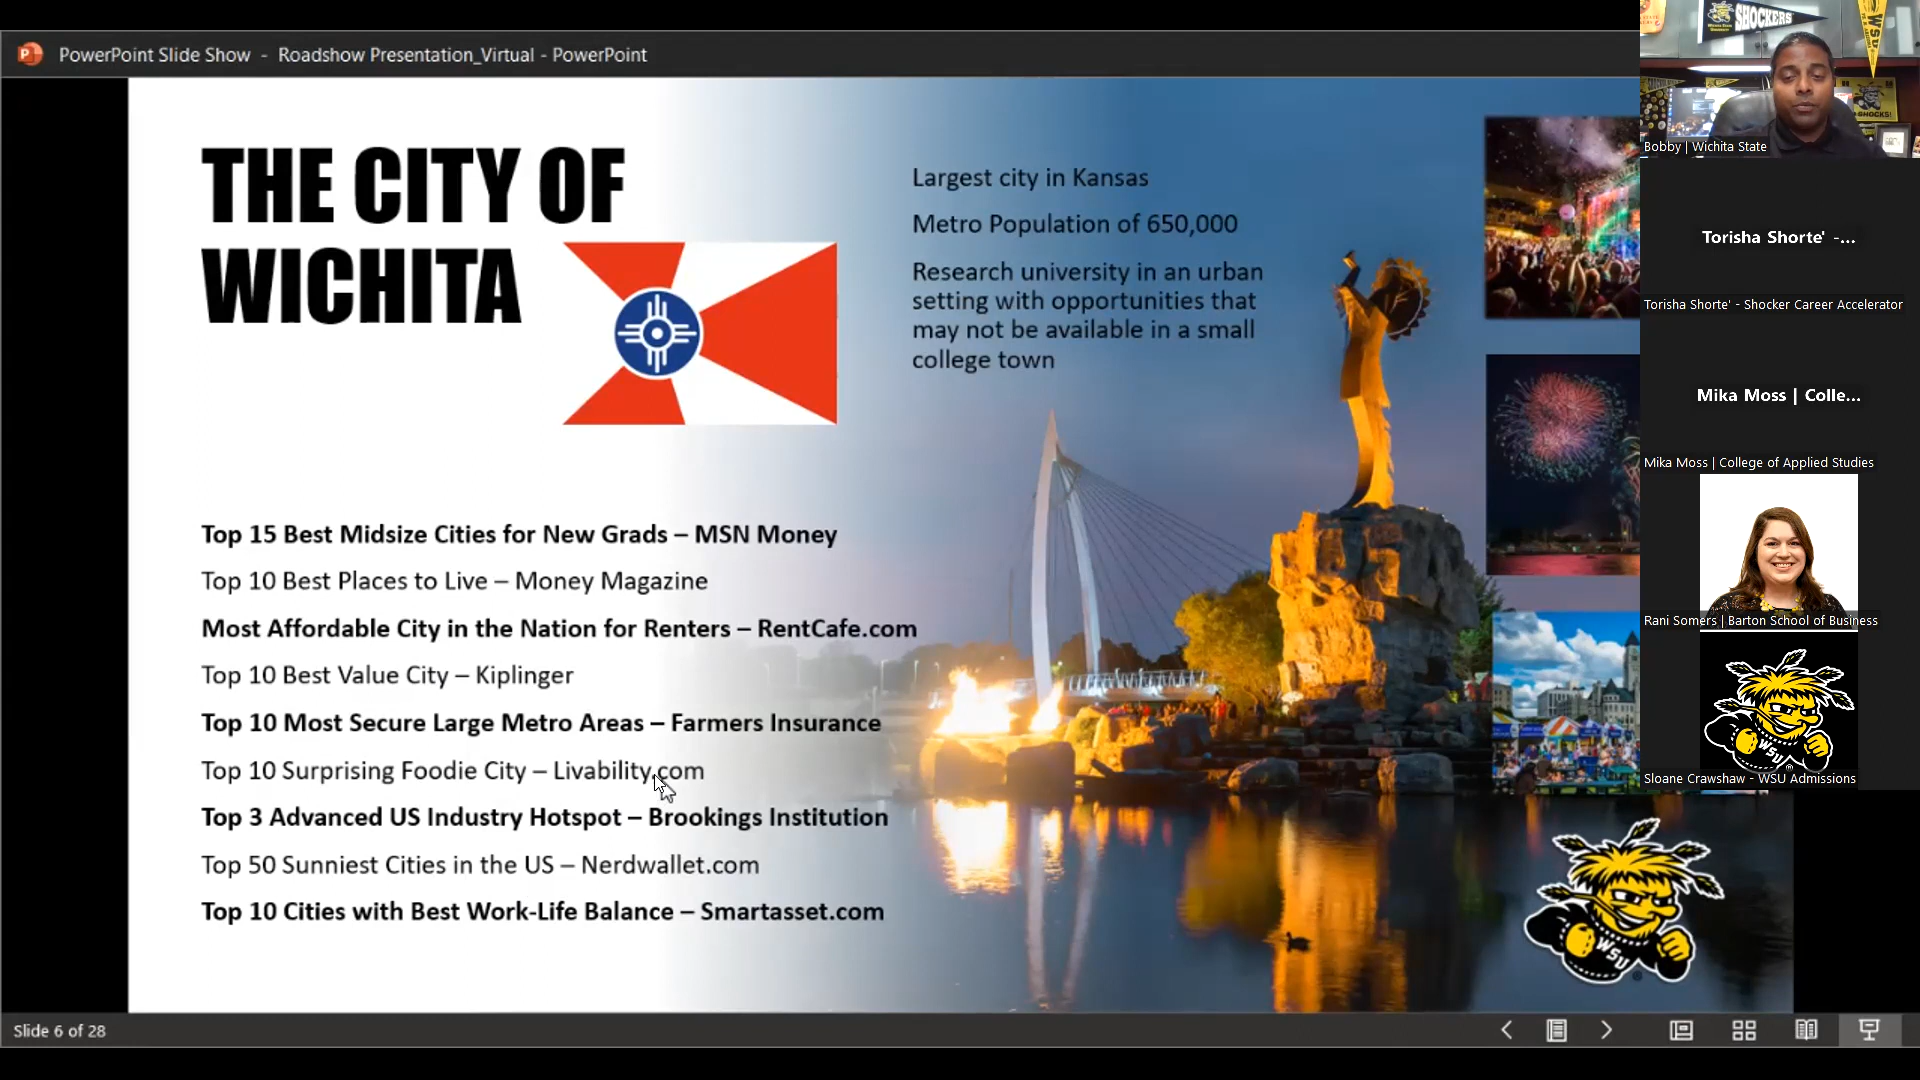 PowerPoint Slide Show - Roadshow Presentation_Virtual - PowerPoint
THE CITY OF
WICHITA
Largest city in Kansas
Metro Population of 650,000
Research university in an urban
setting with opportunities that
may not be available in a small
college town
Top 15 Best Midsize Cities for New Grads – MSN Money
Top 10 Best Places to Live – Money Magazine
Most Affordable City in the Nation for Renters – RentCafe.com
Top 10 Best Value City – Kiplinger
Top 10 Most Secure Large Metro Areas – Farmers Insurance
Top 10 Surprising Foodie City – Livability.com
Top 3 Advanced US Industry Hotspot – Brookings Institution
Top 50 Sunniest Cities in the US – Nerdwallet.com
Top 10 Cities with Best Work-Life Balance – Smartasset.com
WSU
Slide 6 of 28
SHOCKERS
WSU
Bobby | Wichita State
Torisha Shorte' -...
Torisha Shorte' - Shocker Career Accelerator
Mika Moss | Colle...
Mika Moss | College of Applied Studies
Rani Somers | Barton School of Business
WSU
Sloane Crawshaw - WSU Admissions